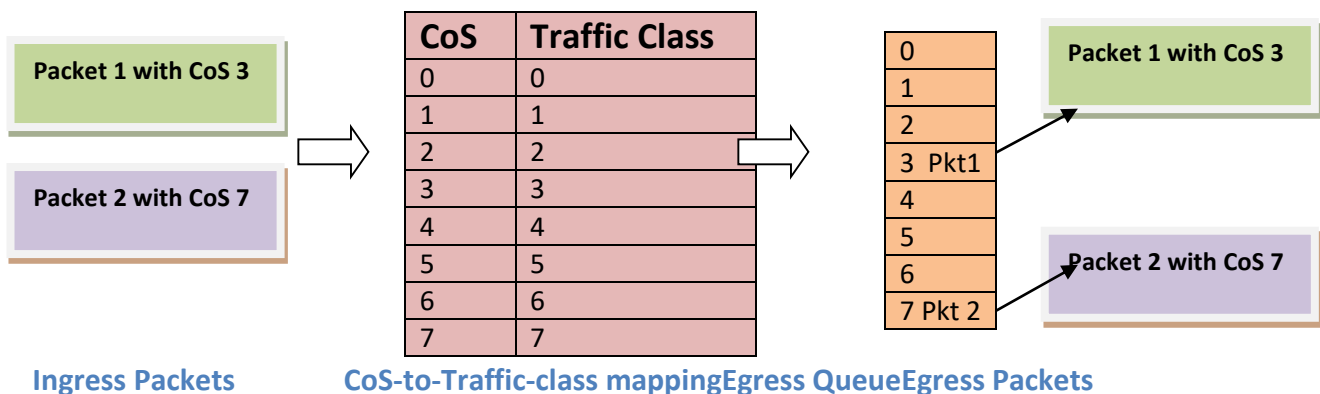 Packet 1 with CoS 3
Packet 2 with CoS 7
CoS Traffic Class
0 0
1 1
2 2
3 3
4 4
5 5
6 6
7 7
0
1
2
3 Pkt1
4
5
6
7 Pkt 2
Packet 1 with CoS 3
Packet 2 with CoS 7
Ingress Packets CoS-to-Traffic-class mappingEgress QueueEgress Packets